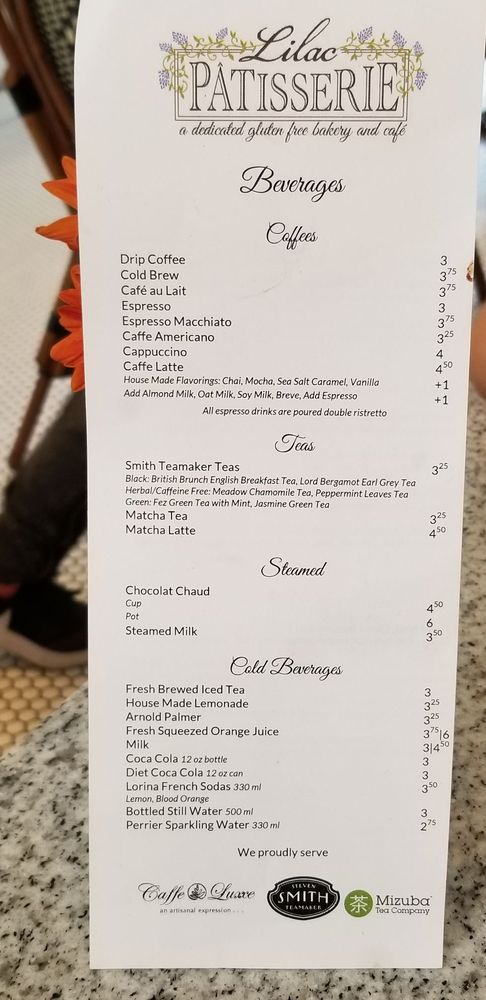 Lilac
PÂTISSERIE
a dedicated gluten free bakery and café
Beverages
Coffees
Drip Coffee 3
Cold Brew 3⁷⁵
Café au Lait 3⁷⁵
Espresso 3
Espresso Macchiato 3⁷⁵
Caffe Americano 3²⁵
Cappuccino 4
Caffe Latte 4⁵⁰
House Made Flavorings: Chai, Mocha, Sea Salt Caramel, Vanilla +1
Add Almond Milk, Oat Milk, Soy Milk, Breve, Add Espresso +1
All espresso drinks are poured double ristretto
Teas
Smith Teamaker Teas 3²⁵
Black: British Brunch English Breakfast Tea, Lord Bergamot Earl Grey Tea
Herbal/Caffeine Free: Meadow Chamomile Tea, Peppermint Leaves Tea
Green: Fez Green Tea with Mint, Jasmine Green Tea
Matcha Tea 3²⁵
Matcha Latte 4⁵⁰
Steamed
Chocolat Chaud
Cup 4⁵⁰
Pot 6
Steamed Milk 3⁵⁰
Cold Beverages
Fresh Brewed Iced Tea 3
House Made Lemonade 3²⁵
Arnold Palmer 3²⁵
Fresh Squeezed Orange Juice 3⁷⁵|6
Milk 3|4⁵⁰
Coca Cola 12 oz bottle 3
Diet Coca Cola 12 oz can 3
Lorina French Sodas 330 ml 3⁵⁰
Lemon, Blood Orange
Bottled Still Water 500 ml 3
Perrier Sparkling Water 330 ml 2⁷⁵
We proudly serve
Caffe Luxxe
an artisanal expression . . .
STEVEN
SMITH
TEAMAKER
茶 Mizuba
Tea Company